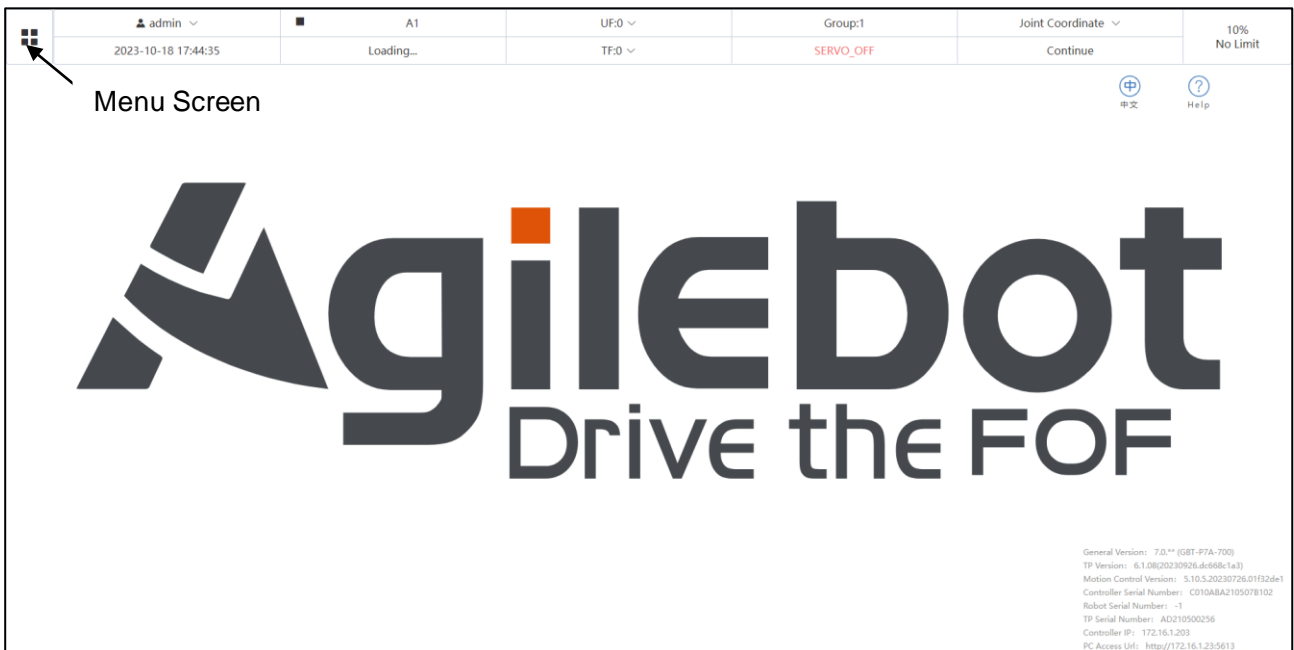 admin A1 UF:0 Group:1 Joint Coordinate 10%
2023-10-18 17:44:35 Loading... TF:0 SERVO_OFF Continue No Limit
Menu Screen
中
中文
?
Help
Agilebot
Drive the FOF
General Version: 7.0.** (GBT-P7A-700)
TP Version: 6.1.08(20230926.dc668c1a3)
Motion Control Version: 5.10.5.20230726.01f32de1
Controller Serial Number: C010ABA210507B102
Robot Serial Number: -1
TP Serial Number: AD210500256
Controller IP: 172.16.1.203
PC Access Url: http://172.16.1.23:5613